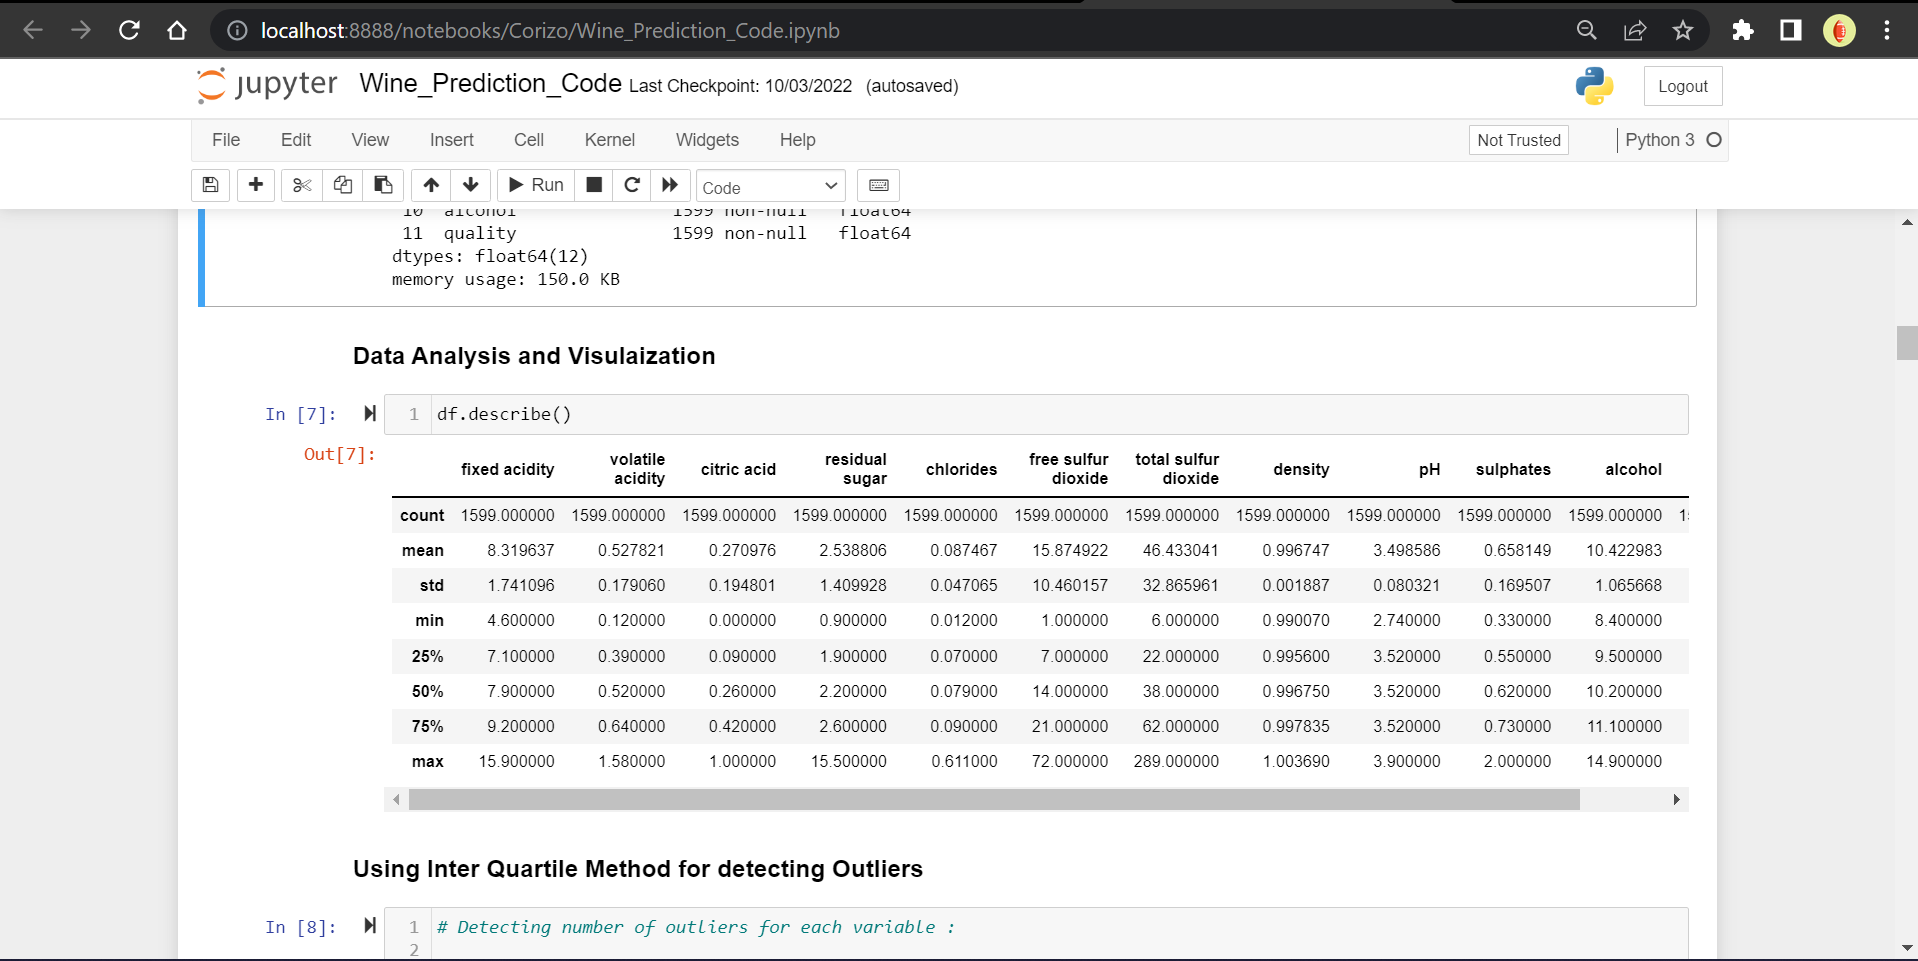 localhost:8888/notebooks/Corizo/Wine_Prediction_Code.ipynb
jupyter Wine_Prediction_Code Last Checkpoint: 10/03/2022 (autosaved) Logout
File Edit View Insert Cell Kernel Widgets Help Not Trusted Python 3
Run Code
10 alcohol 1599 non-null float64
11 quality 1599 non-null float64
dtypes: float64(12)
memory usage: 150.0 KB
Data Analysis and Visulaization
In [7]: 1 df.describe()
Out[7]:
fixed acidity volatile acidity citric acid residual sugar chlorides free sulfur dioxide total sulfur dioxide density pH sulphates alcohol
count 1599.000000 1599.000000 1599.000000 1599.000000 1599.000000 1599.000000 1599.000000 1599.000000 1599.000000 1599.000000 1599.000000
mean 8.319637 0.527821 0.270976 2.538806 0.087467 15.874922 46.433041 0.996747 3.498586 0.658149 10.422983
std 1.741096 0.179060 0.194801 1.409928 0.047065 10.460157 32.865961 0.001887 0.080321 0.169507 1.065668
min 4.600000 0.120000 0.000000 0.900000 0.012000 1.000000 6.000000 0.990070 2.740000 0.330000 8.400000
25% 7.100000 0.390000 0.090000 1.900000 0.070000 7.000000 22.000000 0.995600 3.520000 0.550000 9.500000
50% 7.900000 0.520000 0.260000 2.200000 0.079000 14.000000 38.000000 0.996750 3.520000 0.620000 10.200000
75% 9.200000 0.640000 0.420000 2.600000 0.090000 21.000000 62.000000 0.997835 3.520000 0.730000 11.100000
max 15.900000 1.580000 1.000000 15.500000 0.611000 72.000000 289.000000 1.003690 3.900000 2.000000 14.900000
Using Inter Quartile Method for detecting Outliers
In [8]: 1 # Detecting number of outliers for each variable :
2